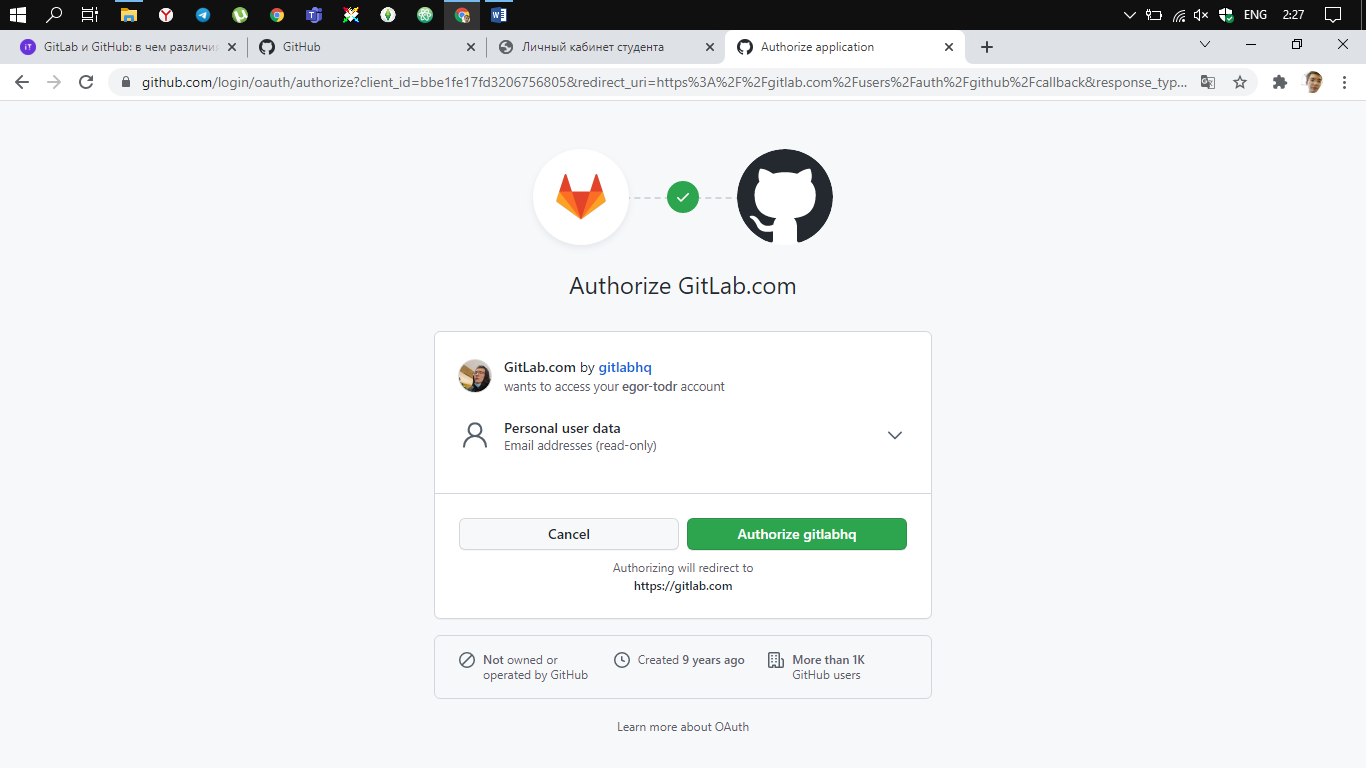 ENG
2:27
GitLab и GitHub: в чем различи
GitHub
Личный кабинет студента
Authorize application
github.com/login/oauth/authorize?client_id=bbe1fe17fd3206756805&redirect_uri=https%3A%2F%2Fgitlab.com%2Fusers%2Fauth%2Fgithub%2Fcallback&response_typ...
Authorize GitLab.com
GitLab.com by gitlabhq
wants to access your egor-todr account
Personal user data
Email addresses (read-only)
Cancel
Authorize gitlabhq
Authorizing will redirect to
https://gitlab.com
Not owned or
operated by GitHub
Created 9 years ago
More than 1K
GitHub users
Learn more about OAuth